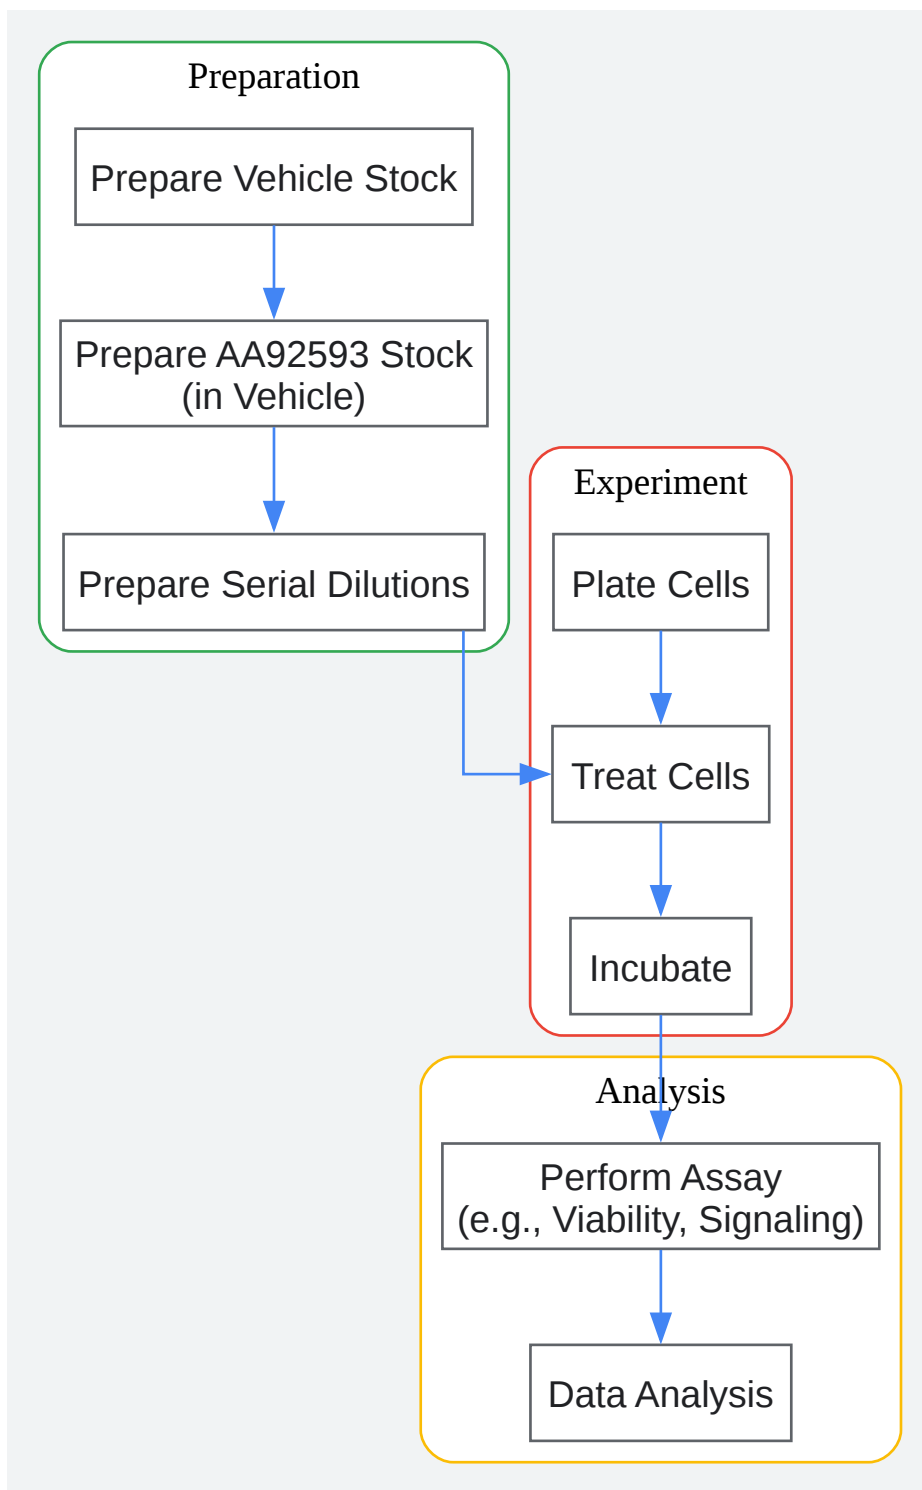 Preparation
Prepare Vehicle Stock
Prepare AA92593 Stock
(in Vehicle)
Prepare Serial Dilutions
Experiment
Plate Cells
Treat Cells
Incubate
Analysis
Perform Assay
(e.g., Viability, Signaling)
Data Analysis